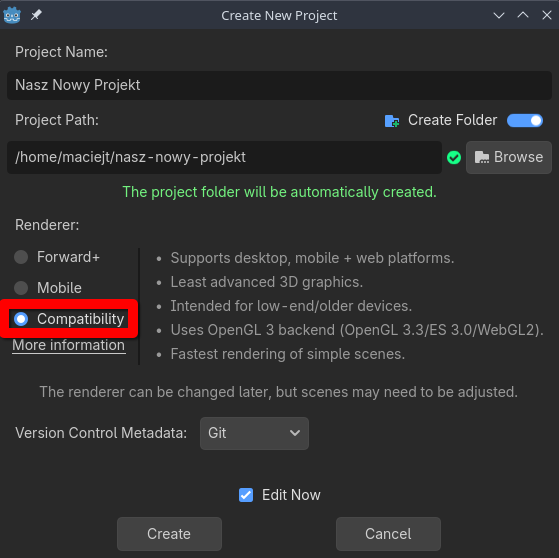 Create New Project
Project Name:
Nasz Nowy Projekt
Project Path:
Create Folder
/home/maciejt/nasz-nowy-projekt
Browse
The project folder will be automatically created.
Renderer:
Forward+
Mobile
Compatibility
More information
• Supports desktop, mobile + web platforms.
• Least advanced 3D graphics.
• Intended for low-end/older devices.
• Uses OpenGL 3 backend (OpenGL 3.3/ES 3.0/WebGL2).
• Fastest rendering of simple scenes.
The renderer can be changed later, but scenes may need to be adjusted.
Version Control Metadata:
Git
Edit Now
Create
Cancel